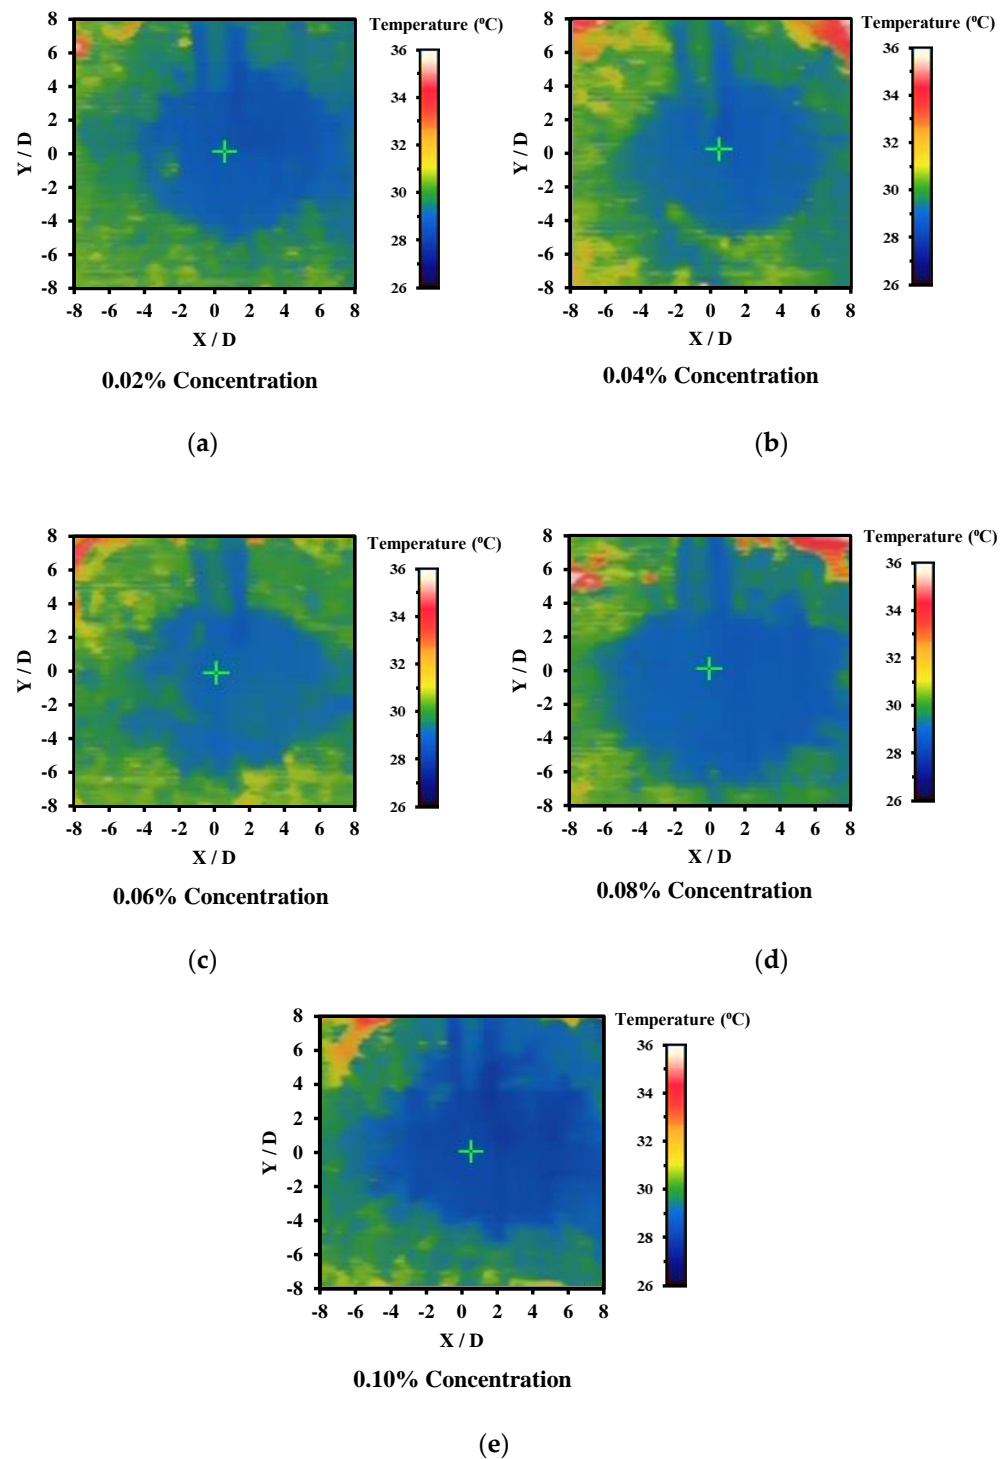 Temperature (⁰C)
8
6
4
2
0
-2
-4
-6
-8
Y / D
-8 -6 -4 -2 0 2 4 6 8
X / D
36
34
32
30
28
26
0.02% Concentration
(a)
Temperature (⁰C)
8
6
4
2
0
-2
-4
-6
-8
Y / D
-8 -6 -4 -2 0 2 4 6 8
X / D
36
34
32
30
28
26
0.04% Concentration
(b)
Temperature (⁰C)
8
6
4
2
0
-2
-4
-6
-8
Y / D
-8 -6 -4 -2 0 2 4 6 8
X / D
36
34
32
30
28
26
0.06% Concentration
(c)
Temperature (⁰C)
8
6
4
2
0
-2
-4
-6
-8
Y / D
-8 -6 -4 -2 0 2 4 6 8
X / D
36
34
32
30
28
26
0.08% Concentration
(d)
Temperature (⁰C)
8
6
4
2
0
-2
-4
-6
-8
Y / D
-8 -6 -4 -2 0 2 4 6 8
X / D
36
34
32
30
28
26
0.10% Concentration
(e)